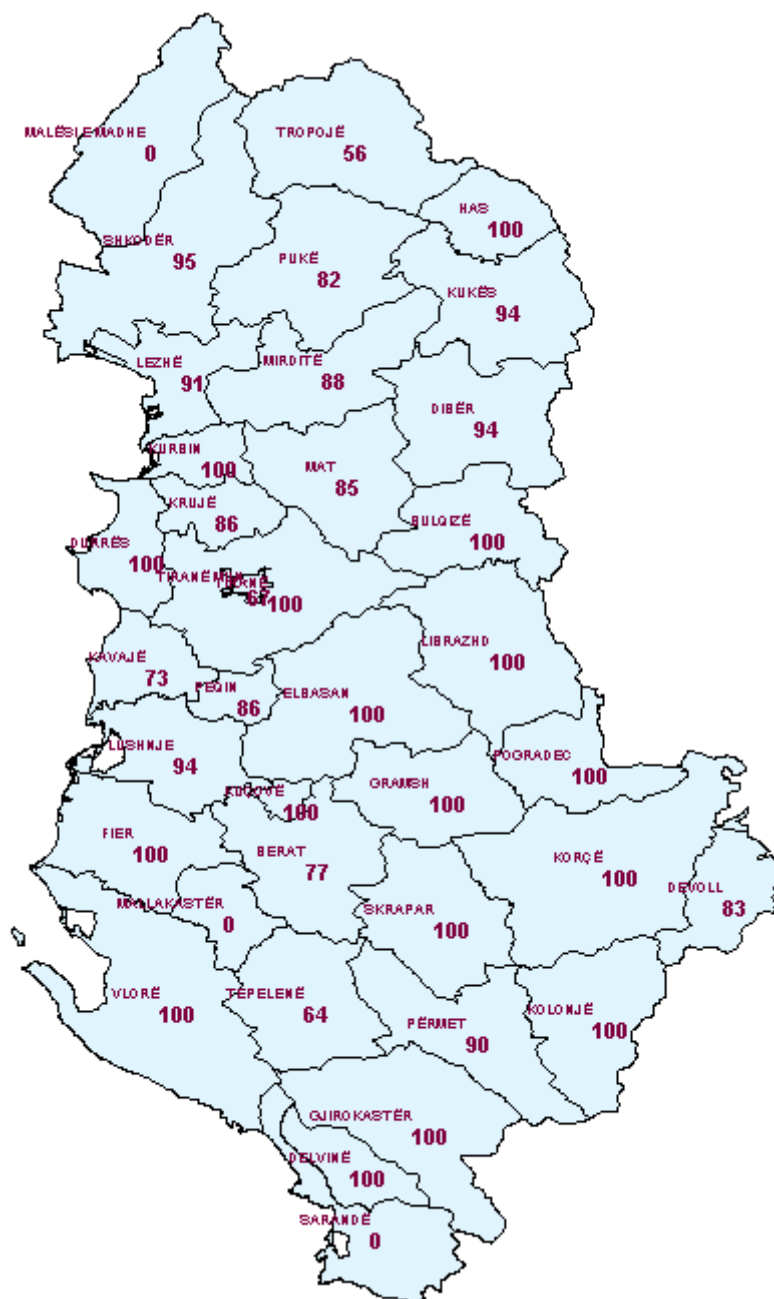 MALËSI E MADHE
0
TROPOJË
56
HAS
100
SHKODËR
95
PUKË
82
KUKËS
94
LEZHË
91
MIRDITË
88
DIBËR
94
KURBIN
100
MAT
85
KRUJË
86
BULQIZË
100
DURRËS
100
67
100
LIBRAZHD
100
KAVAJË
73
PEQIN
86
ELBASAN
100
LUSHNJE
94
POGRADEC
100
GRAMSH
100
KUÇOVË
100
FIER
100
BERAT
77
KORÇË
100
DEVOLL
83
MALLAKASTËR
0
SKRAPAR
100
VLORË
100
TEPELENË
64
PËRMET
90
KOLONJË
100
GJIROKASTËR
100
DELVINË
100
SARANDË
0